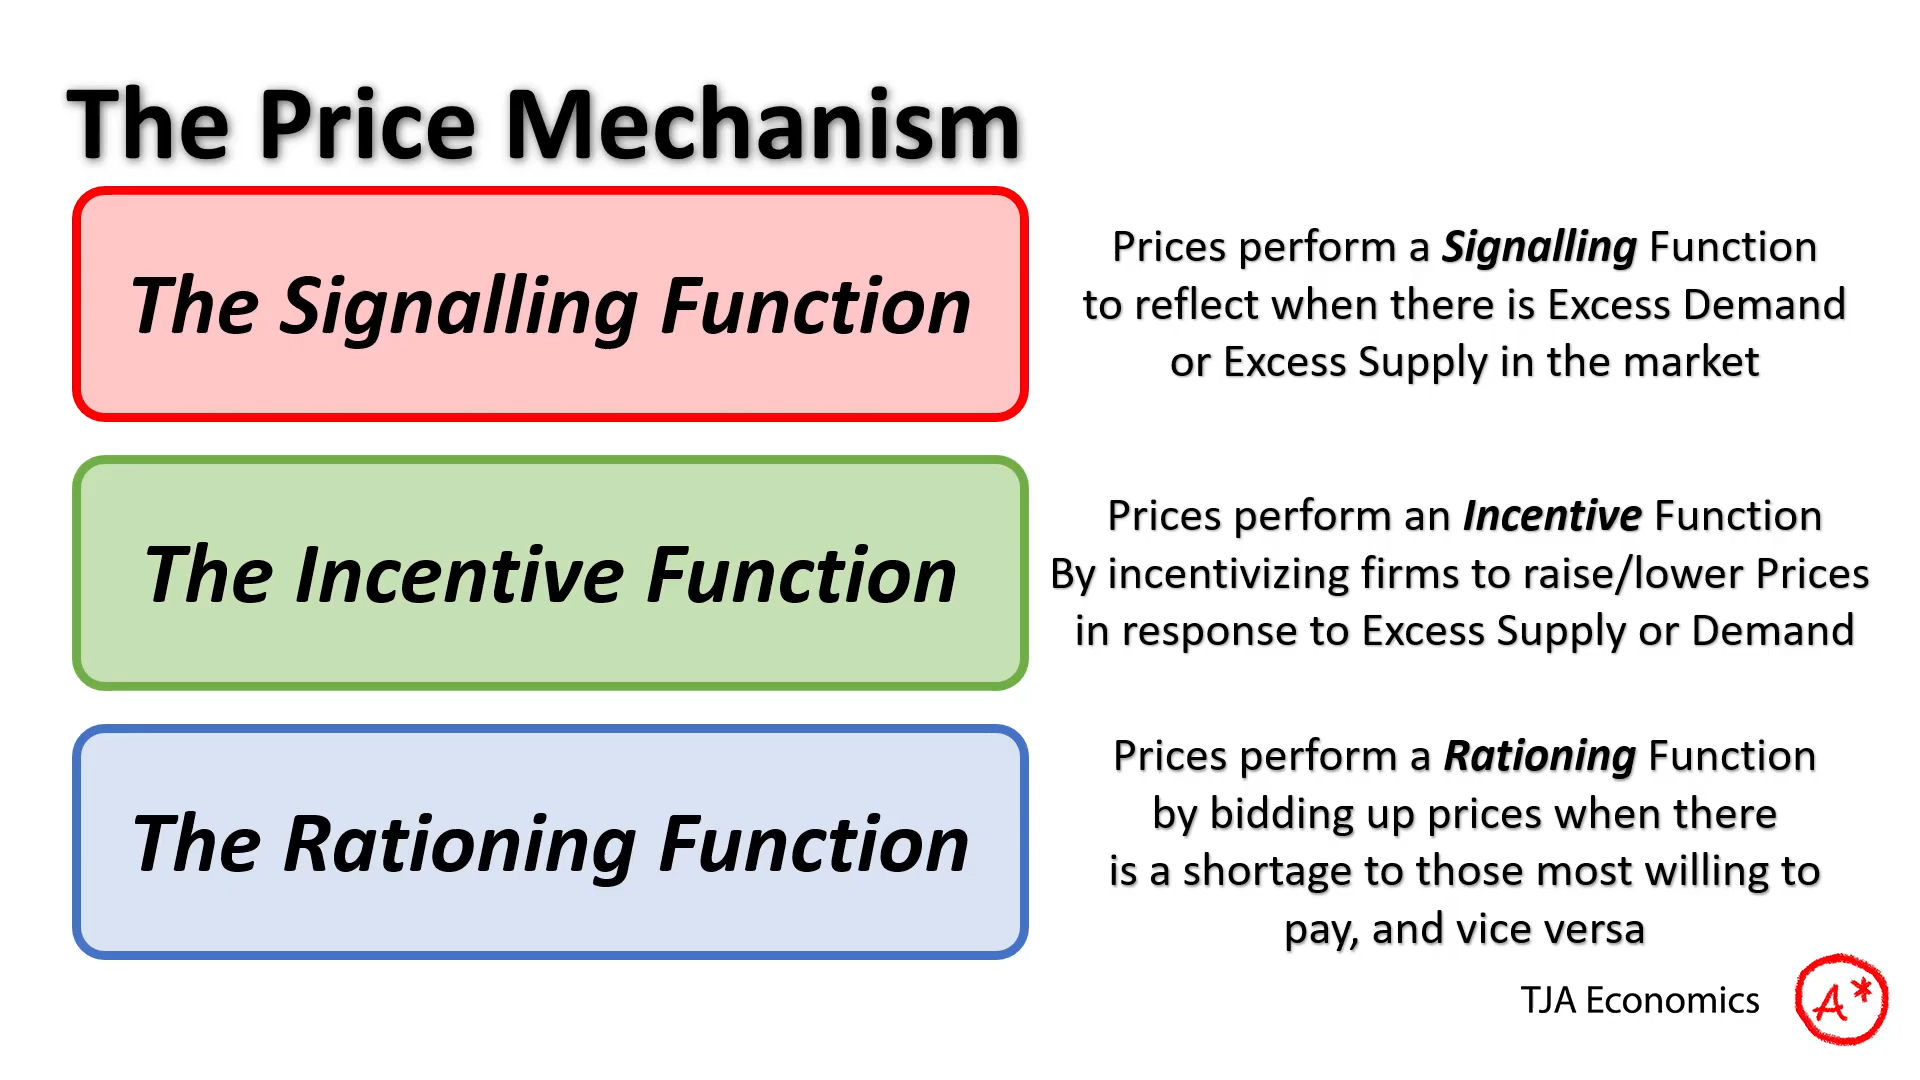 The Price Mechanism
The Signalling Function
Prices perform a Signalling Function
to reflect when there is Excess Demand
or Excess Supply in the market
The Incentive Function
Prices perform an Incentive Function
By incentivizing firms to raise/lower Prices
in response to Excess Supply or Demand
The Rationing Function
Prices perform a Rationing Function
by bidding up prices when there
is a shortage to those most willing to
pay, and vice versa
TJA Economics
A*